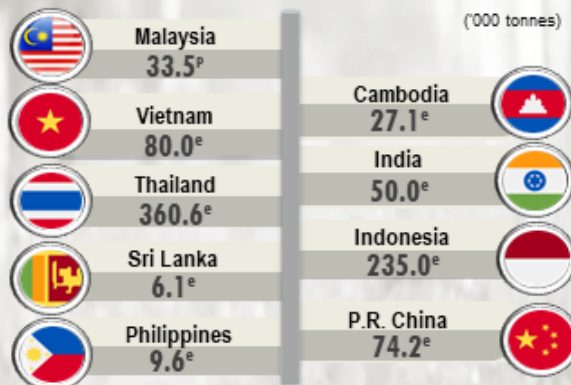 ('000 tonnes)
Malaysia
33.5ᵖ
Vietnam
80.0ᵉ
Thailand
360.6ᵉ
Sri Lanka
6.1ᵉ
Philippines
9.6ᵉ
Cambodia
27.1ᵉ
India
50.0ᵉ
Indonesia
235.0ᵉ
P.R. China
74.2ᵉ